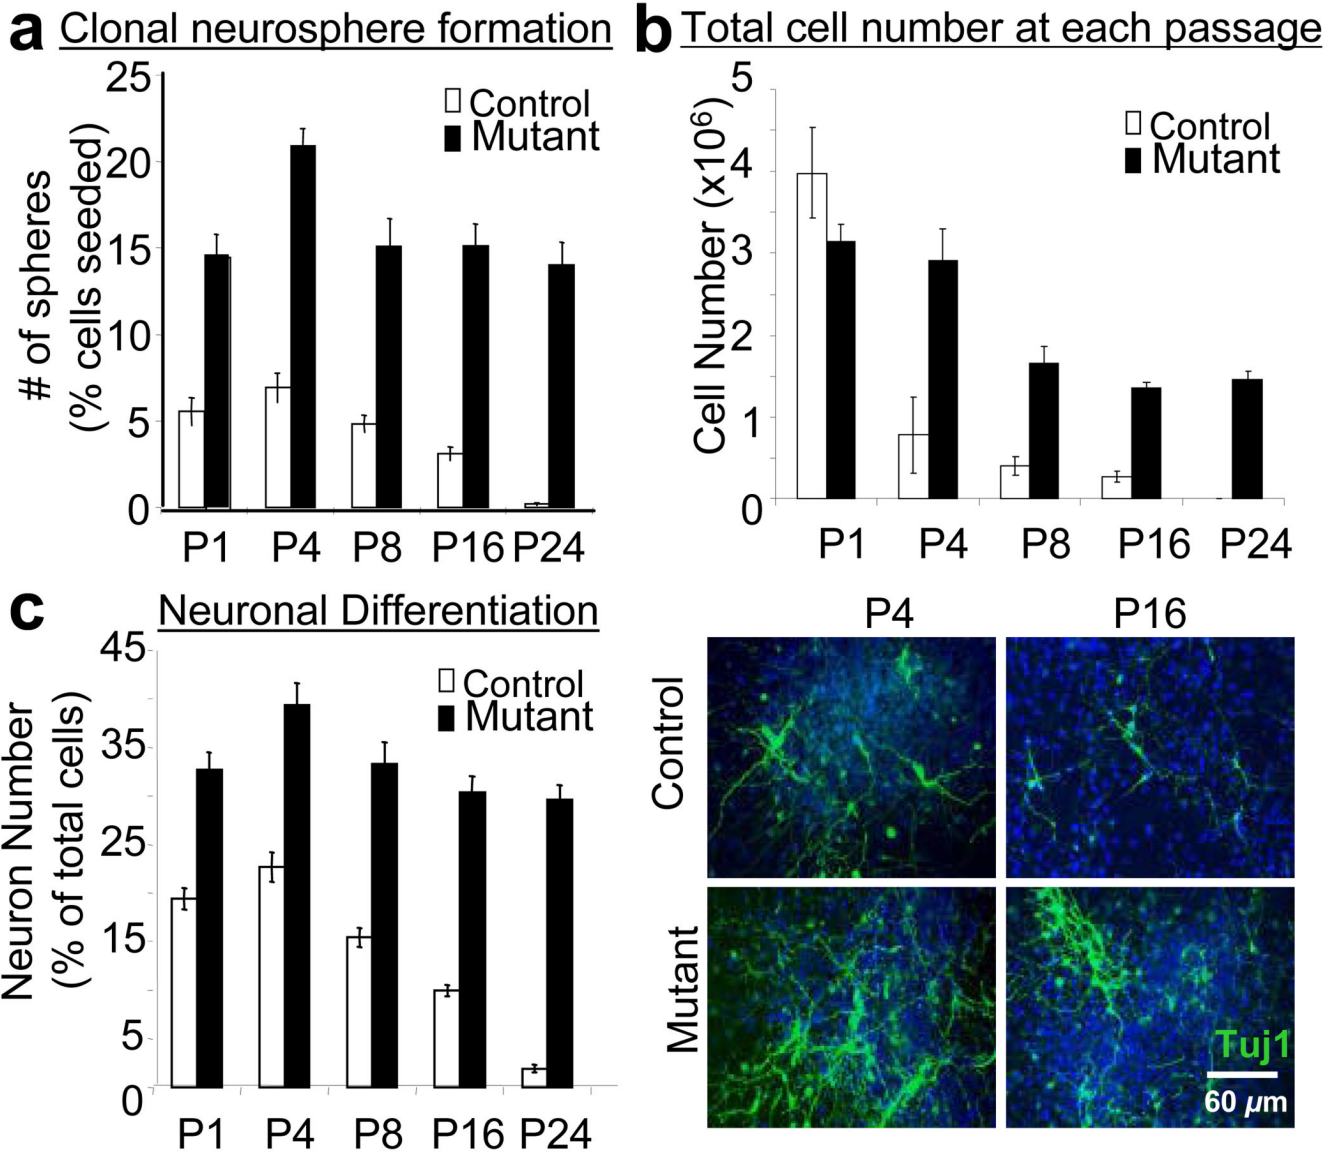 a Clonal neurosphere formation
# of spheres
(% cells seeded)
25
20
15
10
5
0
Control
Mutant
P1 P4 P8 P16 P24
b Total cell number at each passage
Cell Number (x10⁶)
5
4
3
2
1
0
Control
Mutant
P1 P4 P8 P16 P24
c Neuronal Differentiation
Neuron Number
(% of total cells)
45
35
25
15
5
0
Control
Mutant
P1 P4 P8 P16 P24
P4 P16
Control
Mutant
Tuj1
60 µm